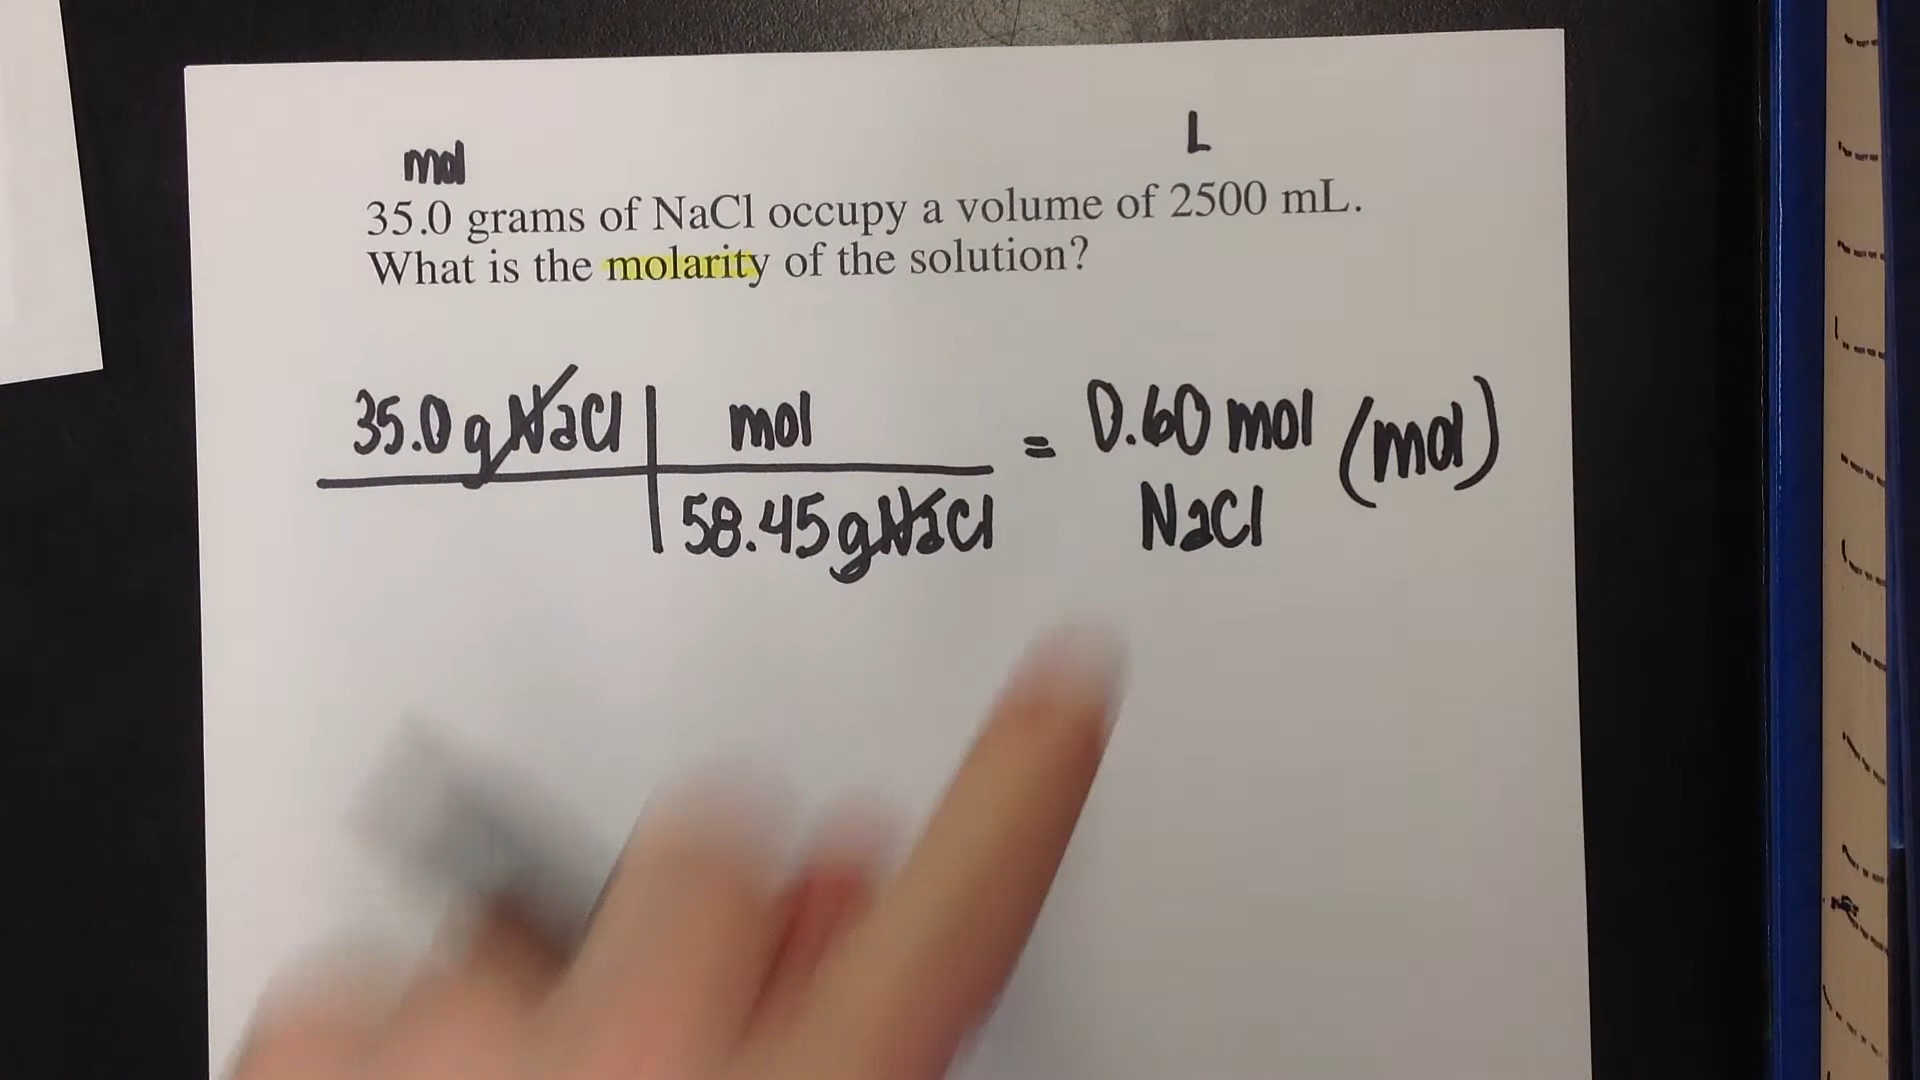 mol L
35.0 grams of NaCl occupy a volume of 2500 mL.
What is the molarity of the solution?
35.0 g NaCl | mol = 0.60 mol (mol)
58.45 g NaCl NaCl